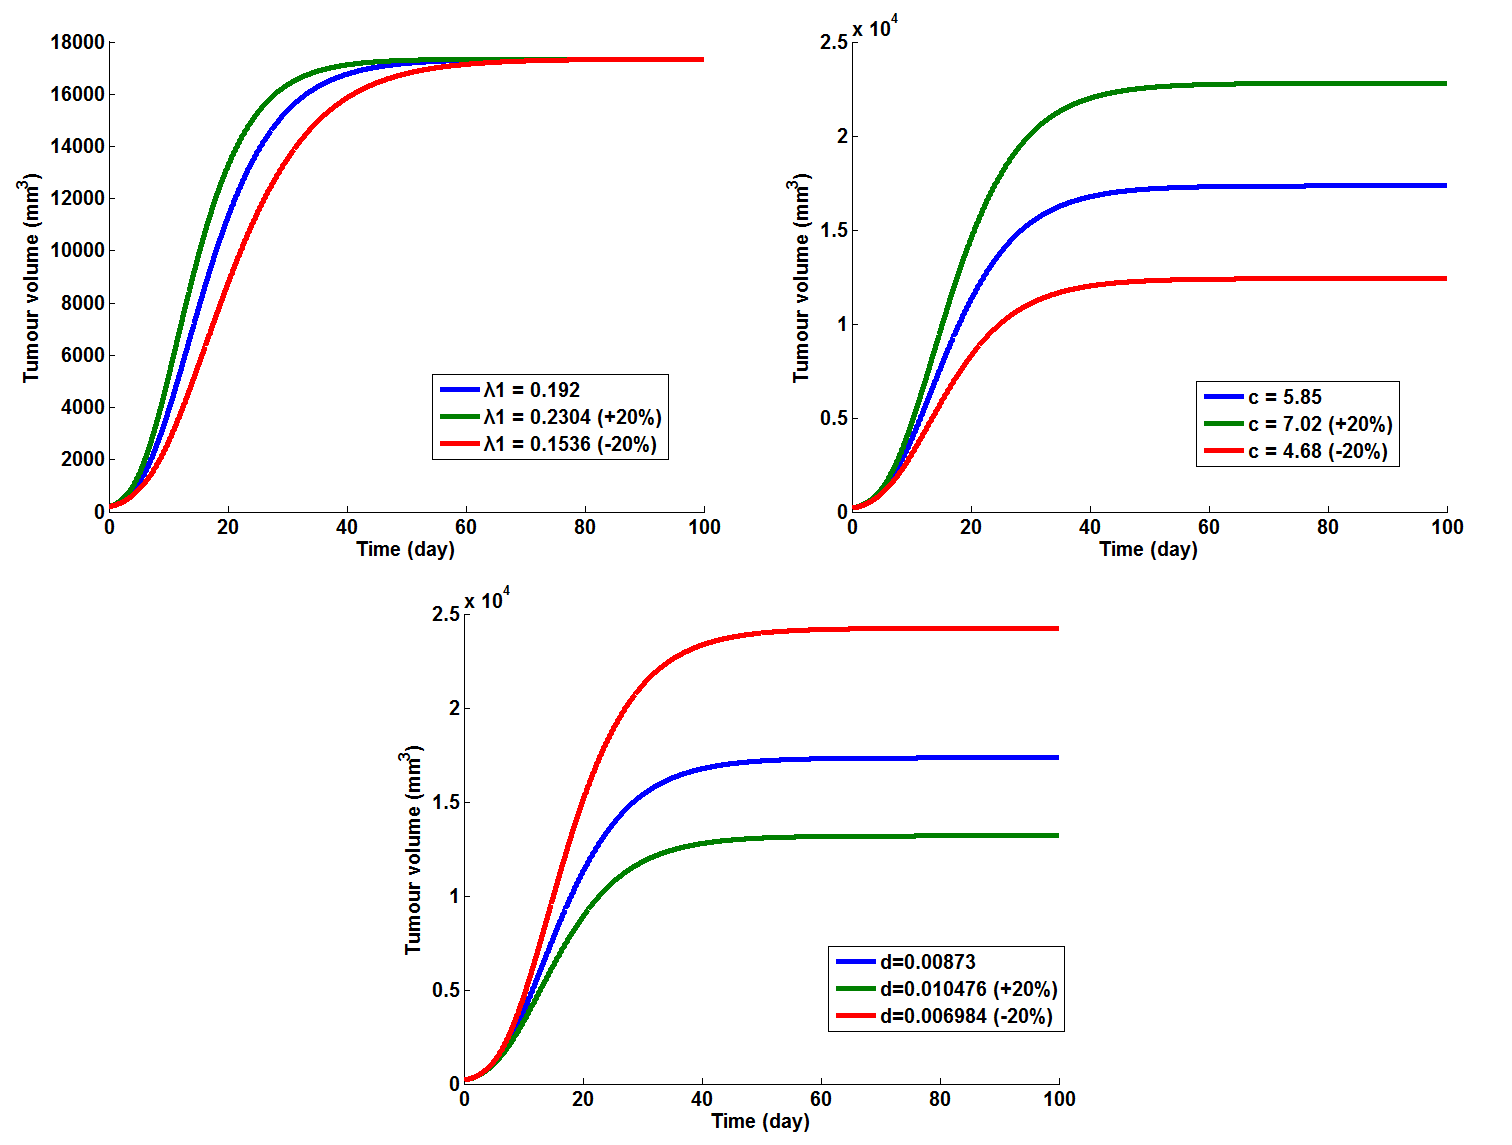 18000
16000
14000
12000
10000
8000
6000
4000
2000
0
Tumour volume (mm³)
λ1 = 0.192
λ1 = 0.2304 (+20%)
λ1 = 0.1536 (-20%)
0 20 40 60 80 100
Time (day)
x 10⁴
2.5
2
1.5
1
0.5
0
Tumour volume (mm³)
c = 5.85
c = 7.02 (+20%)
c = 4.68 (-20%)
0 20 40 60 80 100
Time (day)
x 10⁴
2.5
2
1.5
1
0.5
0
Tumour volume (mm³)
d=0.00873
d=0.010476 (+20%)
d=0.006984 (-20%)
0 20 40 60 80 100
Time (day)